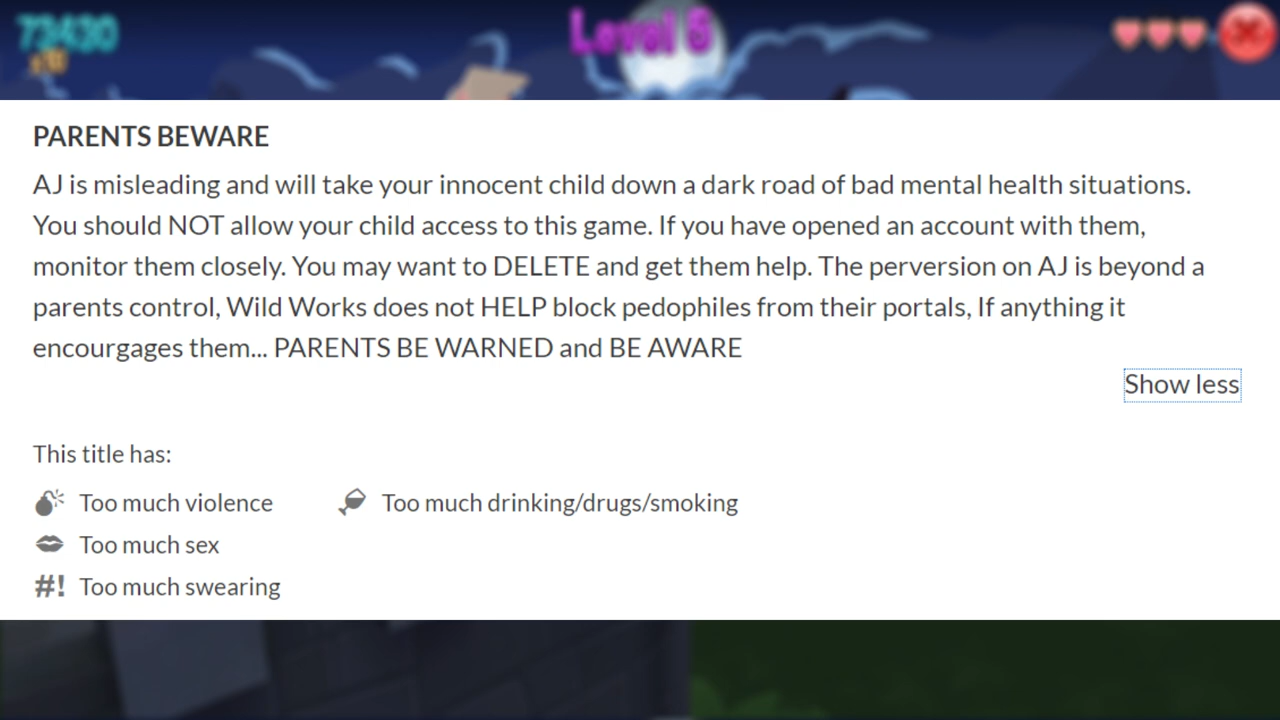 73430
Level 8
PARENTS BEWARE
AJ is misleading and will take your innocent child down a dark road of bad mental health situations.
You should NOT allow your child access to this game. If you have opened an account with them,
monitor them closely. You may want to DELETE and get them help. The perversion on AJ is beyond a
parents control, Wild Works does not HELP block pedophiles from their portals, If anything it
encourgages them... PARENTS BE WARNED and BE AWARE
Show less
This title has:
Too much violence
Too much drinking/drugs/smoking
Too much sex
#! Too much swearing